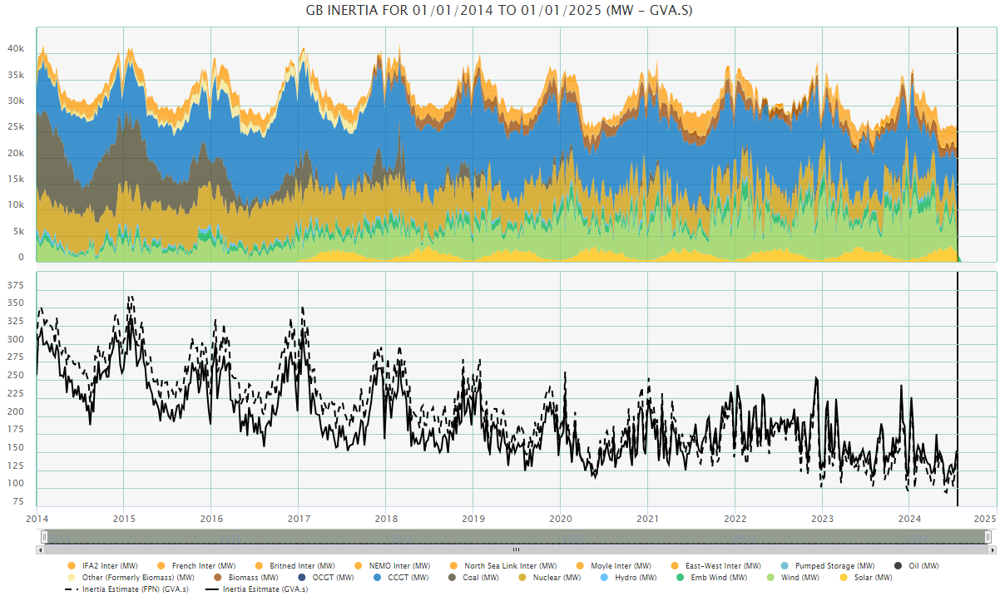 GB INERTIA FOR 01/01/2014 TO 01/01/2025 (MW - GVA.S)
40k
35k
30k
25k
20k
15k
10k
5k
0
375
350
325
300
275
250
225
200
175
150
125
100
75
2014 2015 2016 2017 2018 2019 2020 2021 2022 2023 2024 2025
IFA2 Inter (MW) French Inter (MW) Britned Inter (MW) NEMO Inter (MW) North Sea Link Inter (MW) Moyle Inter (MW) East-West Inter (MW) Pumped Storage (MW) Oil (MW)
Other (Formerly Biomass) (MW) Biomass (MW) OCGT (MW) CCGT (MW) Coal (MW) Nuclear (MW) Hydro (MW) Emb Wind (MW) Wind (MW) Solar (MW)
Inertia Estimate (FPN) (GVA.s) Inertia Esitmate (GVA.s)